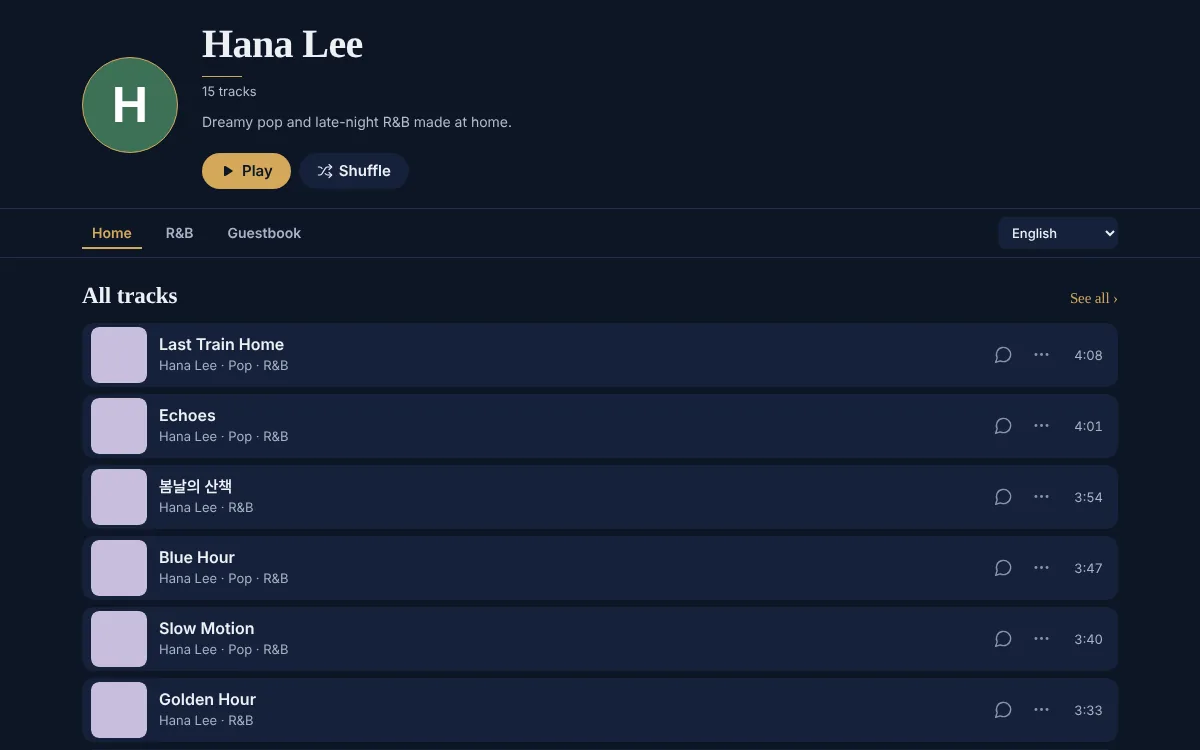 Hana Lee
H
15 tracks
Dreamy pop and late-night R&B made at home.
Play
Shuffle
Home
R&B
Guestbook
English
All tracks
See all ›
Last Train Home
Hana Lee · Pop · R&B
4:08
Echoes
Hana Lee · Pop · R&B
4:01
봄날의 산책
Hana Lee · R&B
3:54
Blue Hour
Hana Lee · Pop · R&B
3:47
Slow Motion
Hana Lee · Pop · R&B
3:40
Golden Hour
Hana Lee · R&B
3:33